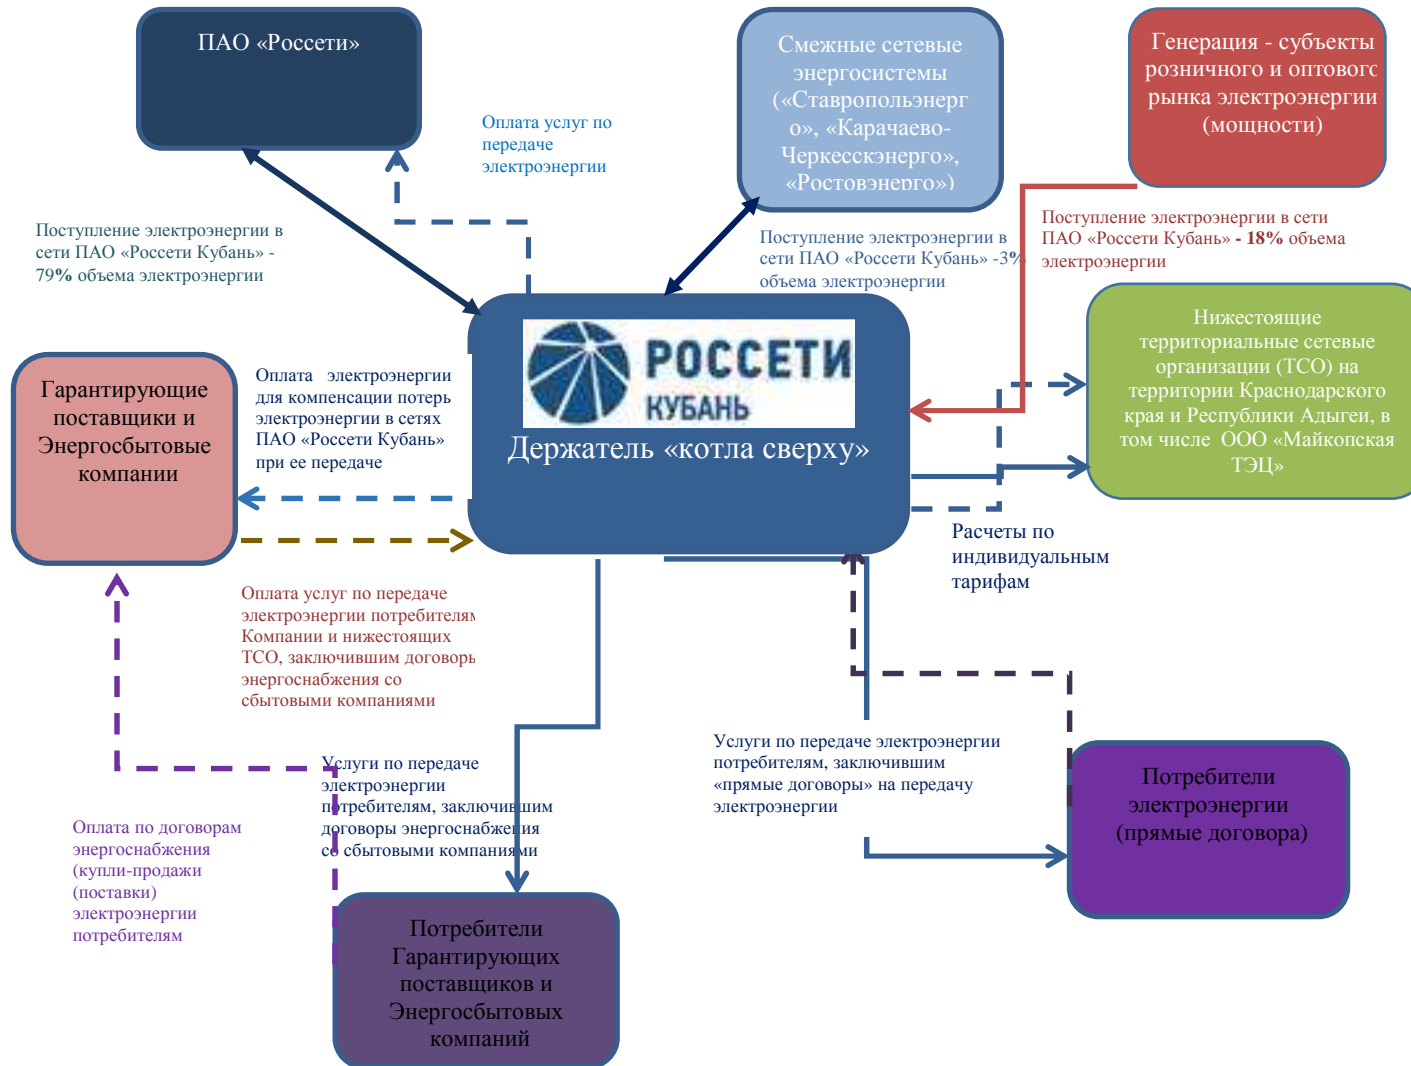 ПАО «Россети»
Смежные сетевые
энергосистемы
(«Ставропольэнерг
о», «Карачаево-
Черкесскэнерго»,
«Ростовэнерго»)
Генерация - субъекты
розничного и оптового
рынка электроэнергии
(мощности)
Оплата услуг по
передаче
электроэнергии
Поступление электроэнергии в
сети ПАО «Россети Кубань» -
79% объема электроэнергии
Поступление электроэнергии в
сети ПАО «Россети Кубань» -3%
объема электроэнергии
Поступление электроэнергии в сети
ПАО «Россети Кубань» - 18% объема
электроэнергии
РОССЕТИ
КУБАНЬ
Держатель «котла сверху»
Нижестоящие
территориальные сетевые
организации (ТСО) на
территории Краснодарского
края и Республики Адыгеи, в
том числе ООО «Майкопская
ТЭЦ»
Гарантирующие
поставщики и
Энергосбытовые
компании
Оплата электроэнергии
для компенсации потерь
электроэнергии в сетях
ПАО «Россети Кубань»
при ее передаче
Расчеты по
индивидуальным
тарифам
Оплата услуг по передаче
электроэнергии потребителям
Компании и нижестоящих
ТСО, заключившим договоры
энергоснабжения со
сбытовыми компаниями
Услуги по передаче электроэнергии
потребителям, заключившим
«прямые договоры» на передачу
электроэнергии
Потребители
электроэнергии
(прямые договора)
Услуги по передаче
электроэнергии
потребителям, заключившим
договоры энергоснабжения
со сбытовыми компаниями
Оплата по договорам
энергоснабжения
(купли-продажи
(поставки)
электроэнергии
потребителям
Потребители
Гарантирующих
поставщиков и
Энергосбытовых
компаний